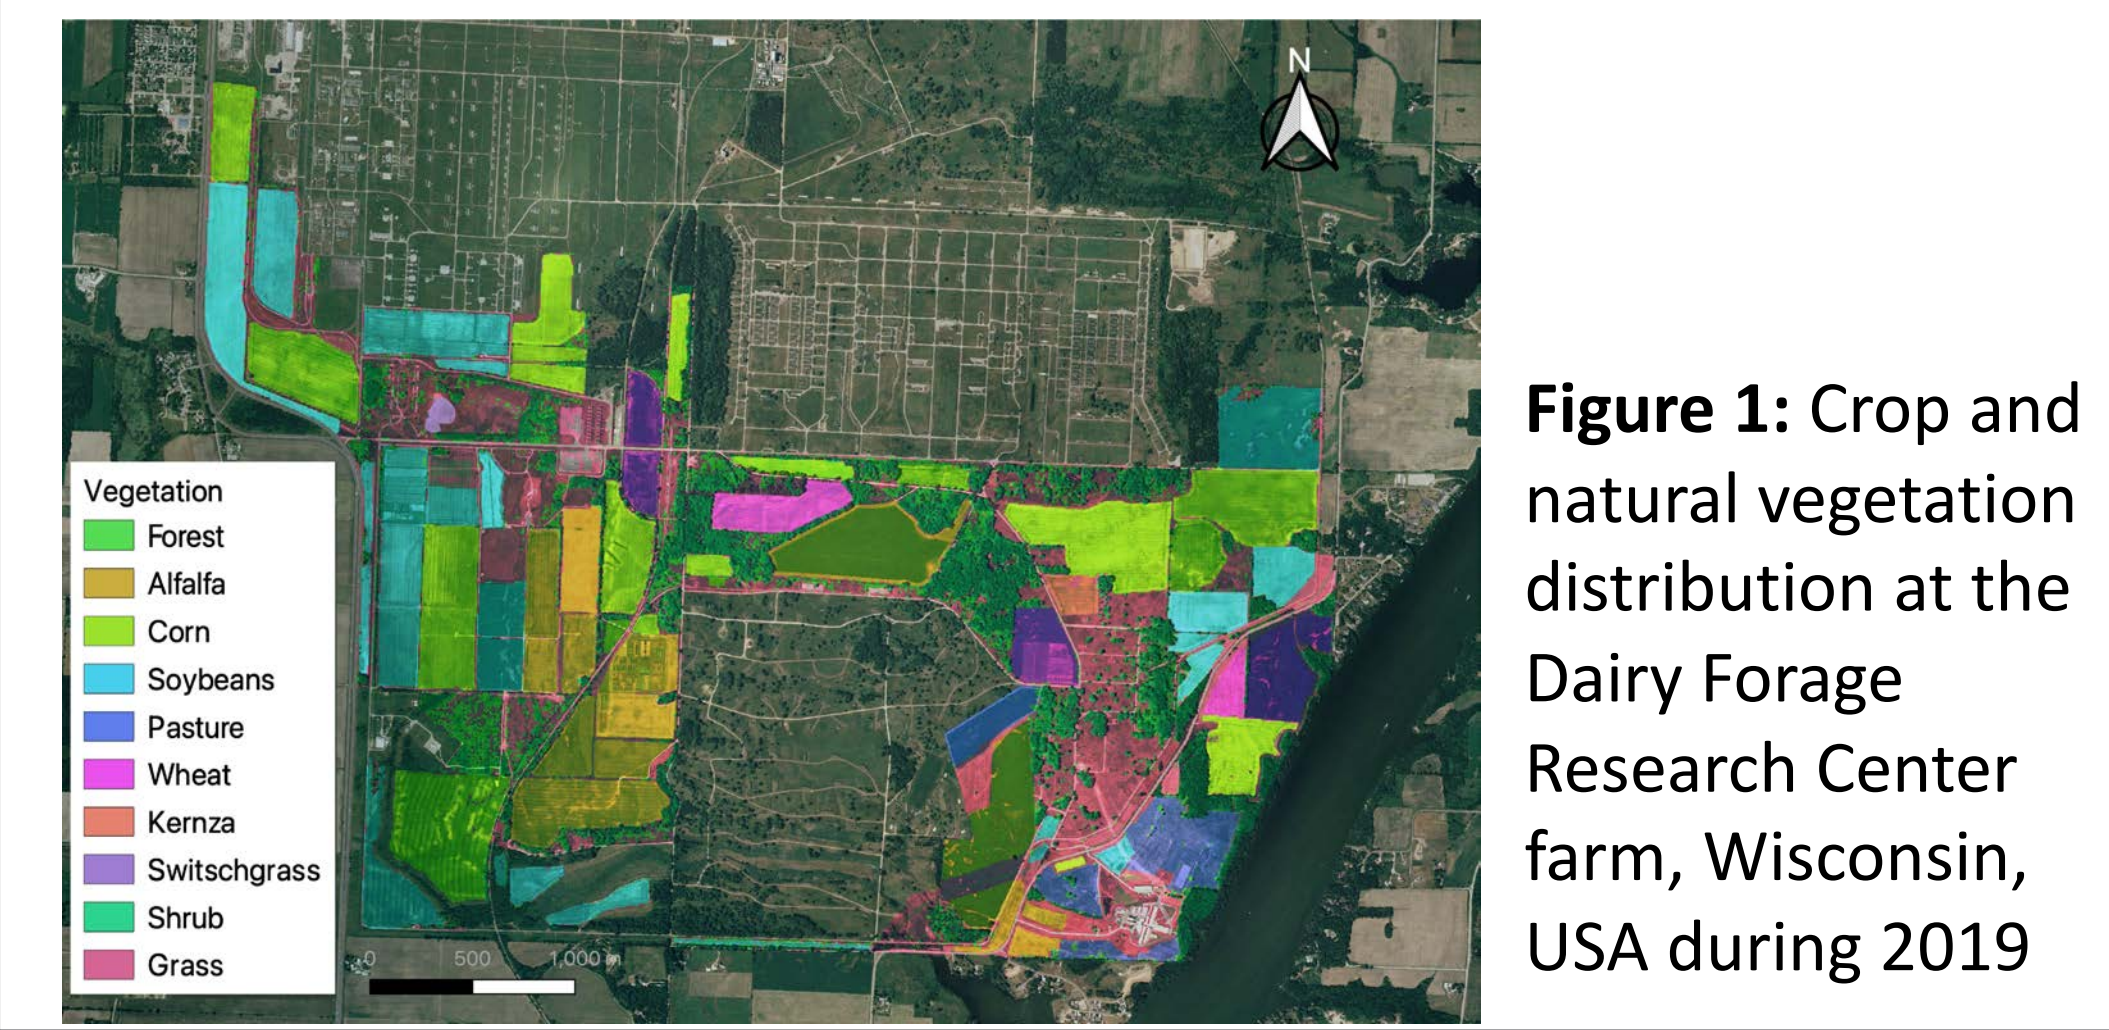 N
Vegetation
Forest
Alfalfa
Corn
Soybeans
Pasture
Wheat
Kernza
Switschgrass
Shrub
Grass
0 500 1,000 m
Figure 1: Crop and
natural vegetation
distribution at the
Dairy Forage
Research Center
farm, Wisconsin,
USA during 2019